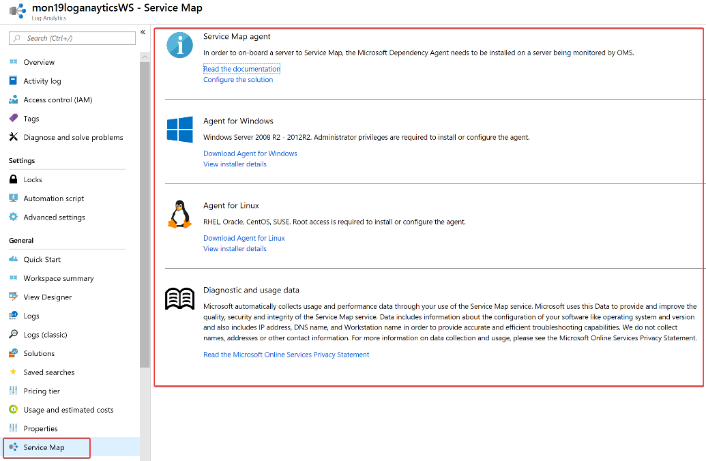 mon19loganayticsWS - Service Map
Log Analytics
Search (Ctrl+/)
«
Overview
Activity log
Access control (IAM)
Tags
Diagnose and solve problems
Settings
Locks
Automation script
Advanced settings
General
Quick Start
Workspace summary
View Designer
Logs
Logs (classic)
Solutions
Saved searches
Pricing tier
Usage and estimated costs
Properties
Service Map
Service Map agent
In order to on-board a server to Service Map, the Microsoft Dependency Agent needs to be installed on a server being monitored by OMS.
Read the documentation
Configure the solution
Agent for Windows
Windows Server 2008 R2 - 2012R2. Administrator privileges are required to install or configure the agent.
Download Agent for Windows
View installer details
Agent for Linux
RHEL, Oracle, CentOS, SUSE. Root access is required to install or configure the agent.
Download Agent for Linux
View installer details
Diagnostic and usage data
Microsoft automatically collects usage and performance data through your use of the Service Map service. Microsoft uses this Data to provide and improve the
quality, security and integrity of the Service Map service. Data includes information about the configuration of your software like operating system and version
and also includes IP address, DNS name, and Workstation name in order to provide accurate and efficient troubleshooting capabilities. We do not collect
names, addresses or other contact information. For more information on data collection and usage, please see the Microsoft Online Services Privacy Statement.
Read the Microsoft Online Services Privacy Statement